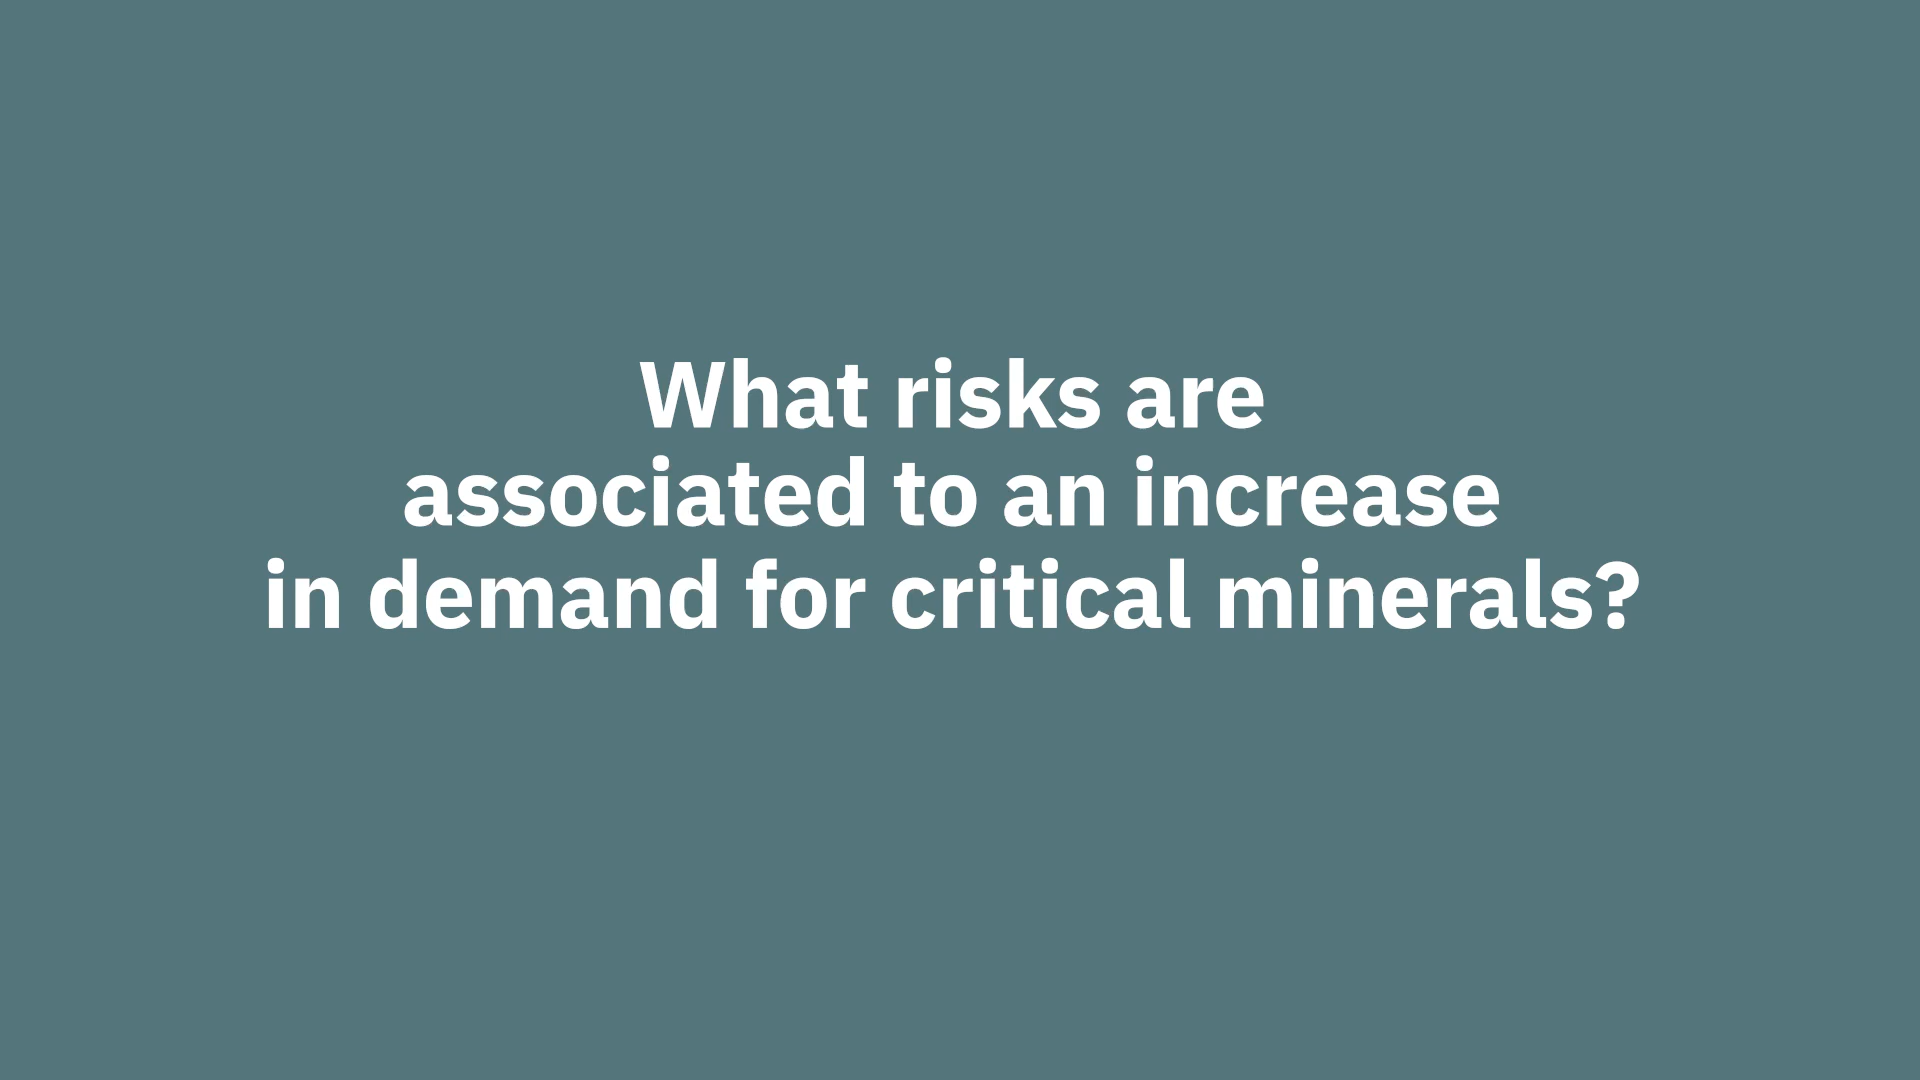 What risks are
associated to an increase
in demand for critical minerals?